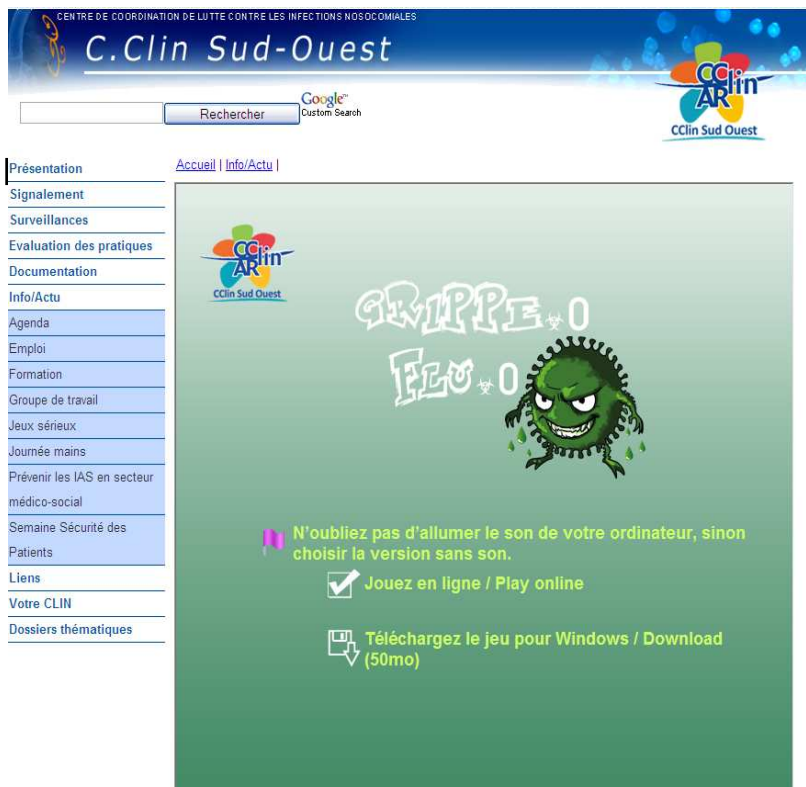 CENTRE DE COORDINATION DE LUTTE CONTRE LES INFECTIONS NOSOCOMIALES
C.Clin Sud-Ouest
CClin
AR
CClin Sud Ouest
Rechercher
Google™
Custom Search
Accueil | Info/Actu |
Présentation
Signalement
Surveillances
Evaluation des pratiques
Documentation
Info/Actu
Agenda
Emploi
Formation
Groupe de travail
Jeux sérieux
Journée mains
Prévenir les IAS en secteur
médico-social
Semaine Sécurité des
Patients
Liens
Votre CLIN
Dossiers thématiques
CClin
AR
CClin Sud Ouest
GRIPPE 0
FLU 0
N'oubliez pas d'allumer le son de votre ordinateur, sinon
choisir la version sans son.
Jouez en ligne / Play online
Téléchargez le jeu pour Windows / Download
(50mo)